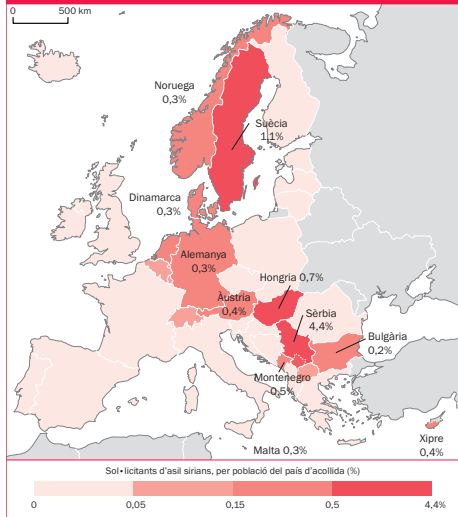 0 500 km
Noruega
0,3%
Suècia
1,1%
Dinamarca
0,3%
Alemanya
0,3%
Hongria 0,7%
Àustria
0,4%
Sèrbia
4,4%
Bulgària
0,2%
Montenegro
0,5%
Malta 0,3%
Xipre
0,4%
Sol•licitants d'asil sirians, per població del país d'acollida (%)
0 0,05 0,15 0,5 4,4%